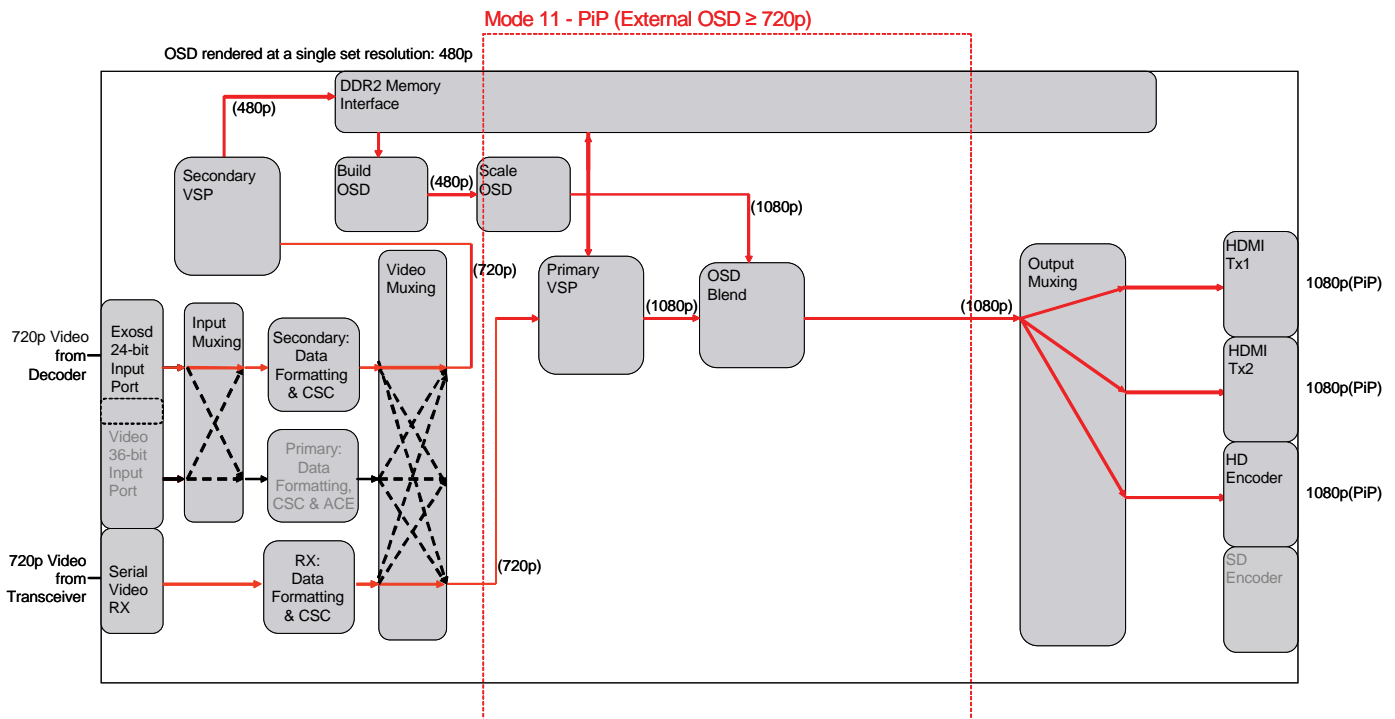 Mode 11 - PiP (External OSD ≥ 720p)
OSD rendered at a single set resolution: 480p
DDR2 Memory
Interface
(480p)
Secondary
VSP
Build
OSD
(480p)
Scale
OSD
(1080p)
(720p)
Video
Muxing
Primary
VSP
(1080p)
OSD
Blend
(1080p)
Output
Muxing
HDMI
Tx1
1080p(PiP)
HDMI
Tx2
1080p(PiP)
HD
Encoder
1080p(PiP)
SD
Encoder
720p Video
from
Decoder
Exosd
24-bit
Input
Port
Input
Muxing
Secondary:
Data
Formatting
& CSC
Video
36-bit
Input
Port
Primary:
Data
Formatting,
CSC & ACE
720p Video
from
Transceiver
Serial
Video
RX
RX:
Data
Formatting
& CSC
(720p)